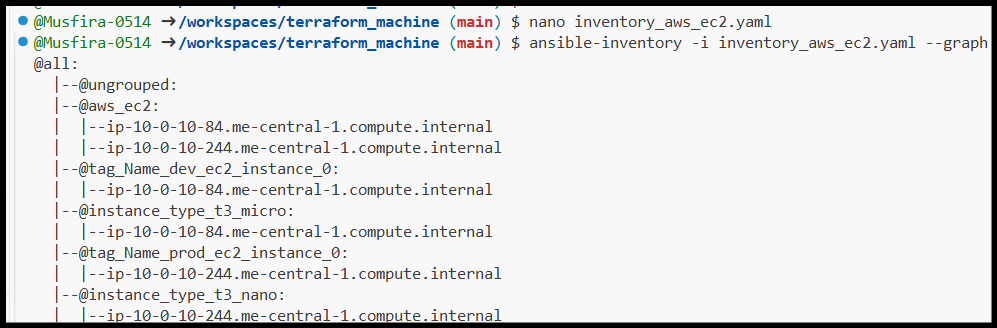 @Musfira-0514 ➜/workspaces/terraform_machine (main) $ nano inventory_aws_ec2.yaml
@Musfira-0514 ➜/workspaces/terraform_machine (main) $ ansible-inventory -i inventory_aws_ec2.yaml --graph
@all:
  |--@ungrouped:
  |--@aws_ec2:
  |  |--ip-10-0-10-84.me-central-1.compute.internal
  |  |--ip-10-0-10-244.me-central-1.compute.internal
  |--@tag_Name_dev_ec2_instance_0:
  |  |--ip-10-0-10-84.me-central-1.compute.internal
  |--@instance_type_t3_micro:
  |  |--ip-10-0-10-84.me-central-1.compute.internal
  |--@tag_Name_prod_ec2_instance_0:
  |  |--ip-10-0-10-244.me-central-1.compute.internal
  |--@instance_type_t3_nano:
  |  |--ip-10-0-10-244.me-central-1.compute.internal